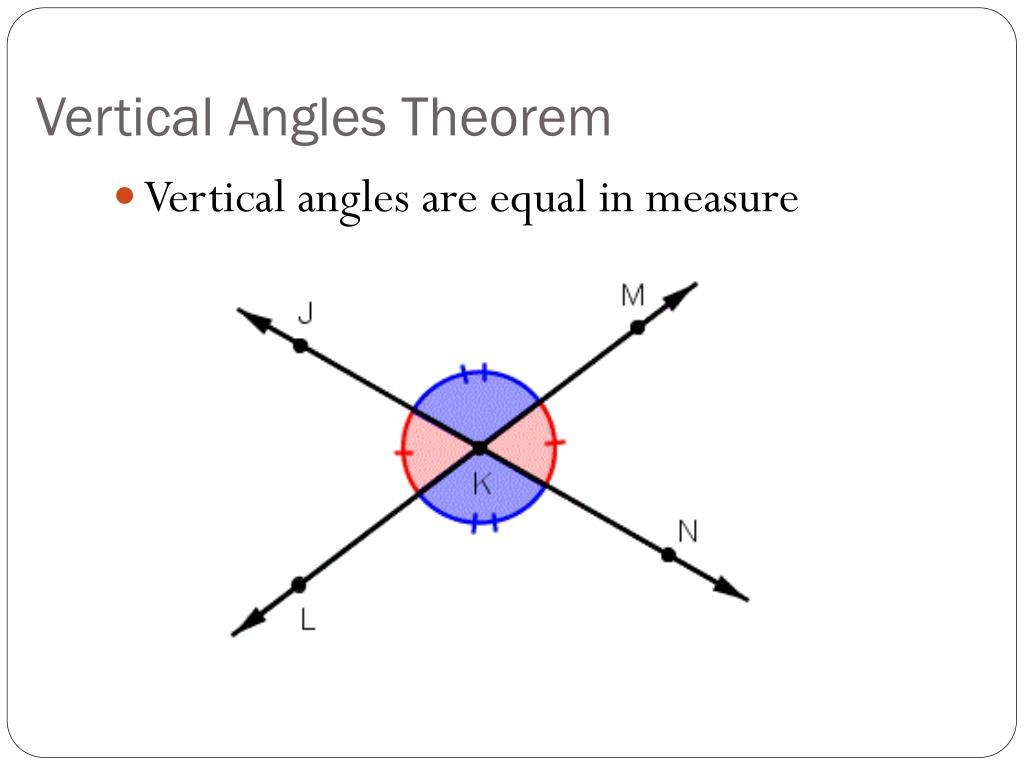 Vertical Angles Theorem
Vertical angles are equal in measure
J
M
K
N
L